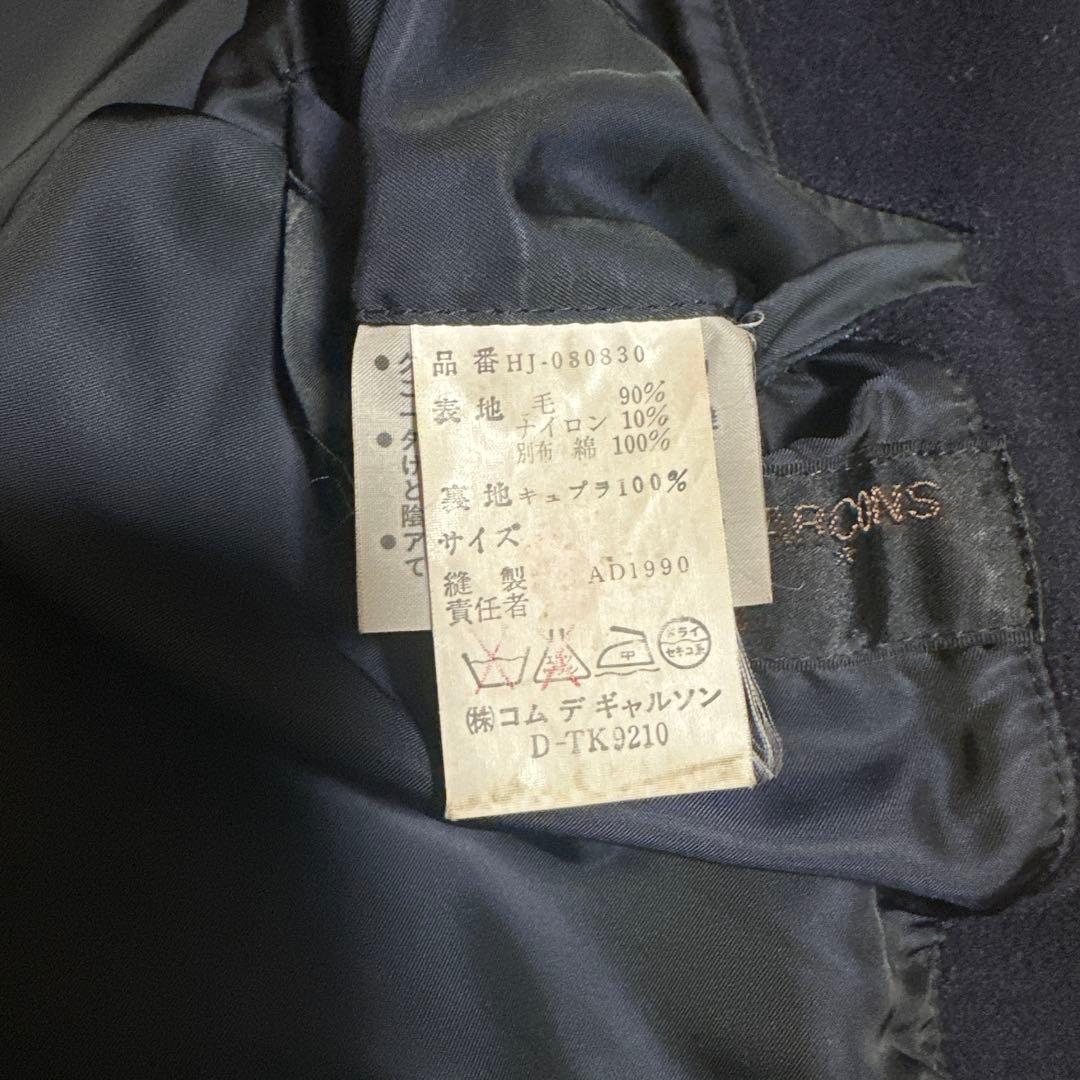 品番 HJ-080830
表地 毛 90%
ナイロン 10%
別布 綿 100%
裏地 キュプラ100%
サイズ
縫製 AD1990
責任者
中
ドライ
セキユ系
㈱コム デ ギャルソン
D-TK9210
ARCONS